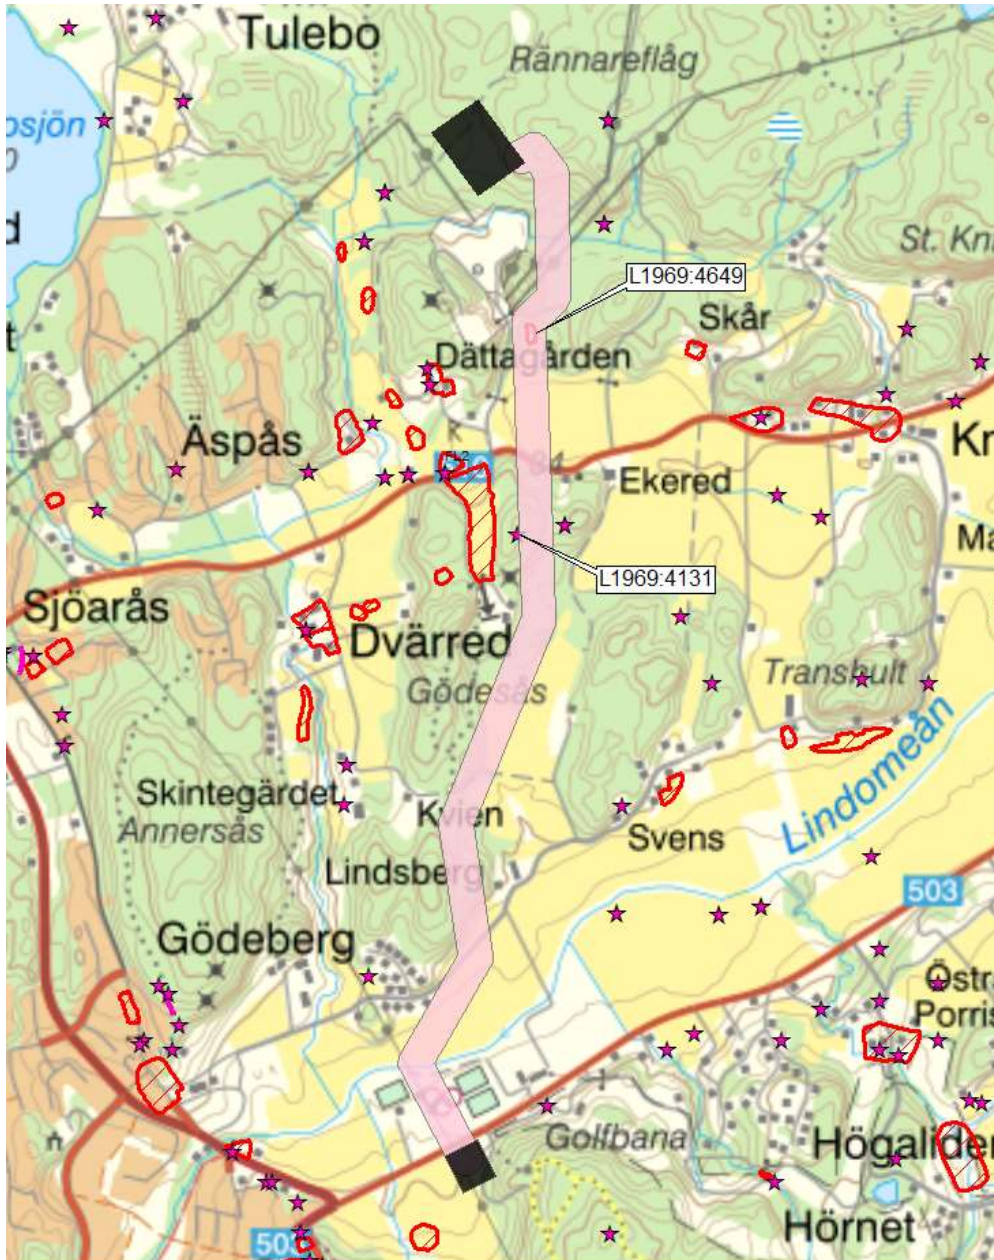 Tulebo
Rännareflåg
osjön
d
St. Kn
L1969:4649
Skår
Dättagården
Äspås
Kr
Ekered
L1969:4131
Ma
Sjöarås
Dvärred
Gödesås
Transhult
Lindomeån
Skintegärdet
Annersås
Kvien
Svens
Lindsberg
503
Gödeberg
Östra
Porris
Golfbana
Högaliden
Hörnet
503